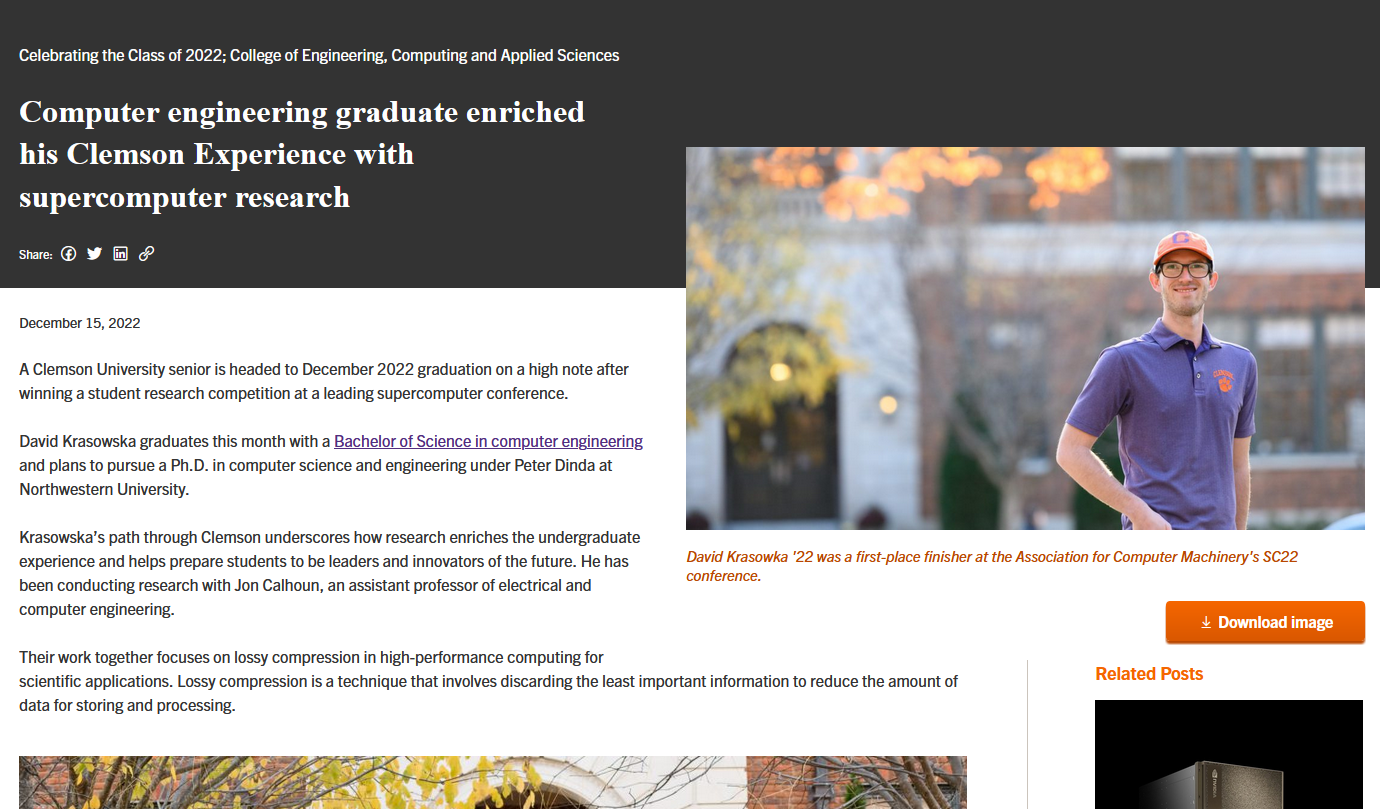 Celebrating the Class of 2022; College of Engineering, Computing and Applied Sciences
Computer engineering graduate enriched
his Clemson Experience with
supercomputer research
Share:
December 15, 2022
A Clemson University senior is headed to December 2022 graduation on a high note after
winning a student research competition at a leading supercomputer conference.
David Krasowska graduates this month with a Bachelor of Science in computer engineering
and plans to pursue a Ph.D. in computer science and engineering under Peter Dinda at
Northwestern University.
Krasowska’s path through Clemson underscores how research enriches the undergraduate
experience and helps prepare students to be leaders and innovators of the future. He has
been conducting research with Jon Calhoun, an assistant professor of electrical and
computer engineering.
Their work together focuses on lossy compression in high-performance computing for
scientific applications. Lossy compression is a technique that involves discarding the least important information to reduce the amount of
data for storing and processing.
C
CLEMSON
David Krasowka '22 was a first-place finisher at the Association for Computer Machinery's SC22
conference.
Download image
Related Posts